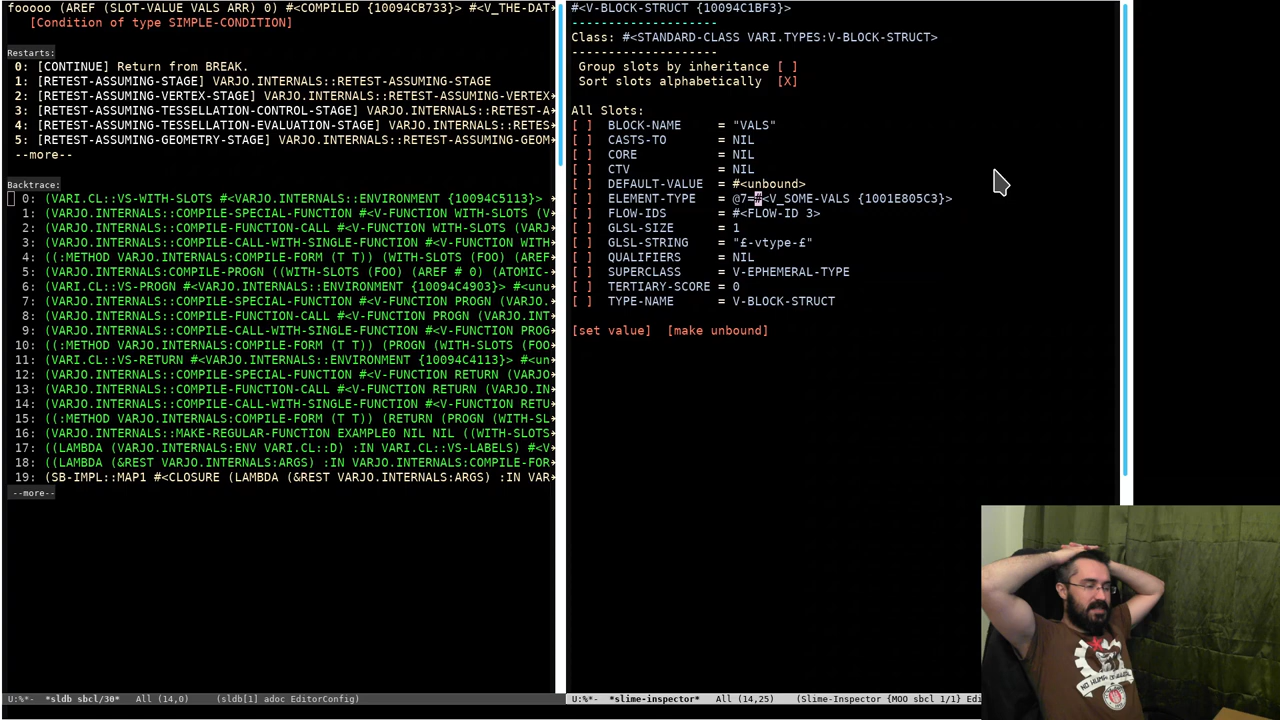 fooooo (AREF (SLOT-VALUE VALS ARR) 0) #<COMPILED {10094CB733}> #<V_THE-DAT
[Condition of type SIMPLE-CONDITION]
Restarts:
0: [CONTINUE] Return from BREAK.
1: [RETEST-ASSUMING-STAGE] VARJO.INTERNALS::RETEST-ASSUMING-STAGE
2: [RETEST-ASSUMING-VERTEX-STAGE] VARJO.INTERNALS::RETEST-ASSUMING-VERTEX
3: [RETEST-ASSUMING-TESSELLATION-CONTROL-STAGE] VARJO.INTERNALS::RETEST-A
4: [RETEST-ASSUMING-TESSELLATION-EVALUATION-STAGE] VARJO.INTERNALS::RETES
5: [RETEST-ASSUMING-GEOMETRY-STAGE] VARJO.INTERNALS::RETEST-ASSUMING-GEOM
--more--
Backtrace:
0: (VARI.CL::VS-WITH-SLOTS #<VARJO.INTERNALS::ENVIRONMENT {10094C5113}>
1: (VARJO.INTERNALS::COMPILE-SPECIAL-FUNCTION #<V-FUNCTION WITH-SLOTS (V
2: (VARJO.INTERNALS::COMPILE-FUNCTION-CALL #<V-FUNCTION WITH-SLOTS (VARJ
3: (VARJO.INTERNALS::COMPILE-CALL-WITH-SINGLE-FUNCTION #<V-FUNCTION WITH
4: ((:METHOD VARJO.INTERNALS:COMPILE-FORM (T T)) (WITH-SLOTS (FOO) (AREF
5: (VARJO.INTERNALS:COMPILE-PROGN ((WITH-SLOTS (FOO) (AREF # 0) (ATOMIC-
6: (VARI.CL::VS-PROGN #<VARJO.INTERNALS::ENVIRONMENT {10094C4903}> #<unu
7: (VARJO.INTERNALS::COMPILE-SPECIAL-FUNCTION #<V-FUNCTION PROGN (VARJO.
8: (VARJO.INTERNALS::COMPILE-FUNCTION-CALL #<V-FUNCTION PROGN (VARJO.INT
9: (VARJO.INTERNALS::COMPILE-CALL-WITH-SINGLE-FUNCTION #<V-FUNCTION PROG
10: ((:METHOD VARJO.INTERNALS:COMPILE-FORM (T T)) (PROGN (WITH-SLOTS (FOO
11: (VARI.CL::VS-RETURN #<VARJO.INTERNALS::ENVIRONMENT {10094C4113}> #<un
12: (VARJO.INTERNALS::COMPILE-SPECIAL-FUNCTION #<V-FUNCTION RETURN (VARJO
13: (VARJO.INTERNALS::COMPILE-FUNCTION-CALL #<V-FUNCTION RETURN (VARJO.IN
14: (VARJO.INTERNALS::COMPILE-CALL-WITH-SINGLE-FUNCTION #<V-FUNCTION RETU
15: ((:METHOD VARJO.INTERNALS:COMPILE-FORM (T T)) (RETURN (PROGN (WITH-SL
16: (VARJO.INTERNALS::MAKE-REGULAR-FUNCTION EXAMPLE0 NIL NIL ((WITH-SLOTS
17: ((LAMBDA (VARJO.INTERNALS:ENV VARI.CL::D) :IN VARI.CL::VS-LABELS) #<V
18: ((LAMBDA (&REST VARJO.INTERNALS:ARGS) :IN VARJO.INTERNALS:COMPILE-FOR
19: (SB-IMPL::MAP1 #<CLOSURE (LAMBDA (&REST VARJO.INTERNALS:ARGS) :IN VAR
--more--
U:%*- *sldb sbcl/30* All (14,0) (sldb[1] adoc EditorConfig)
#<V-BLOCK-STRUCT {10094C1BF3}>
--------------------
Class: #<STANDARD-CLASS VARI.TYPES:V-BLOCK-STRUCT>
--------------------
Group slots by inheritance [ ]
Sort slots alphabetically [X]
All Slots:
[ ] BLOCK-NAME = "VALS"
[ ] CASTS-TO = NIL
[ ] CORE = NIL
[ ] CTV = NIL
[ ] DEFAULT-VALUE = #<unbound>
[ ] ELEMENT-TYPE = @7=#<V_SOME-VALS {1001E805C3}>
[ ] FLOW-IDS = #<FLOW-ID 3>
[ ] GLSL-SIZE = 1
[ ] GLSL-STRING = "£-vtype-£"
[ ] QUALIFIERS = NIL
[ ] SUPERCLASS = V-EPHEMERAL-TYPE
[ ] TERTIARY-SCORE = 0
[ ] TYPE-NAME = V-BLOCK-STRUCT
[set value] [make unbound]
U:%*- *slime-inspector* All (14,25) (Slime-Inspector {MOO sbcl 1/1} Edi